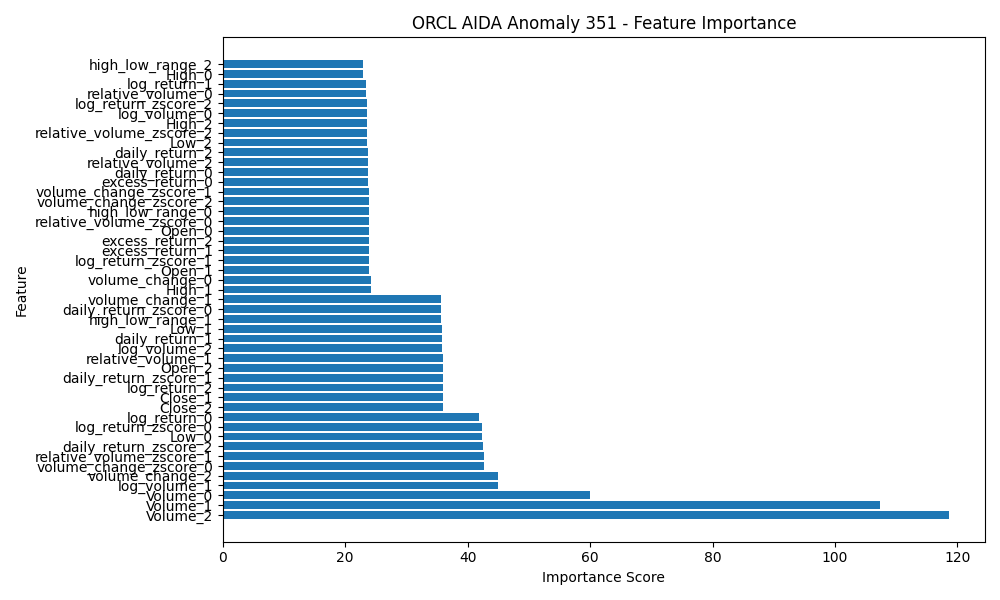 ORCL AIDA Anomaly 351 - Feature Importance
high_low_range_2
High_0
log_return_1
relative_volume_0
log_return_zscore_2
log_volume_0
High_2
relative_volume_zscore_2
Low_2
daily_return_2
relative_volume_2
daily_return_0
excess_return_0
volume_change_zscore_1
volume_change_zscore_2
high_low_range_0
relative_volume_zscore_0
Open_0
excess_return_2
excess_return_1
log_return_zscore_1
Open_1
volume_change_0
High_1
volume_change_1
daily_return_zscore_0
high_low_range_1
Low_1
daily_return_1
log_volume_2
relative_volume_1
Open_2
daily_return_zscore_1
log_return_2
Close_1
Close_2
log_return_0
log_return_zscore_0
Low_0
daily_return_zscore_2
relative_volume_zscore_1
volume_change_zscore_0
volume_change_2
log_volume_1
Volume_0
Volume_1
Volume_2
Feature
0 20 40 60 80 100 120
Importance Score